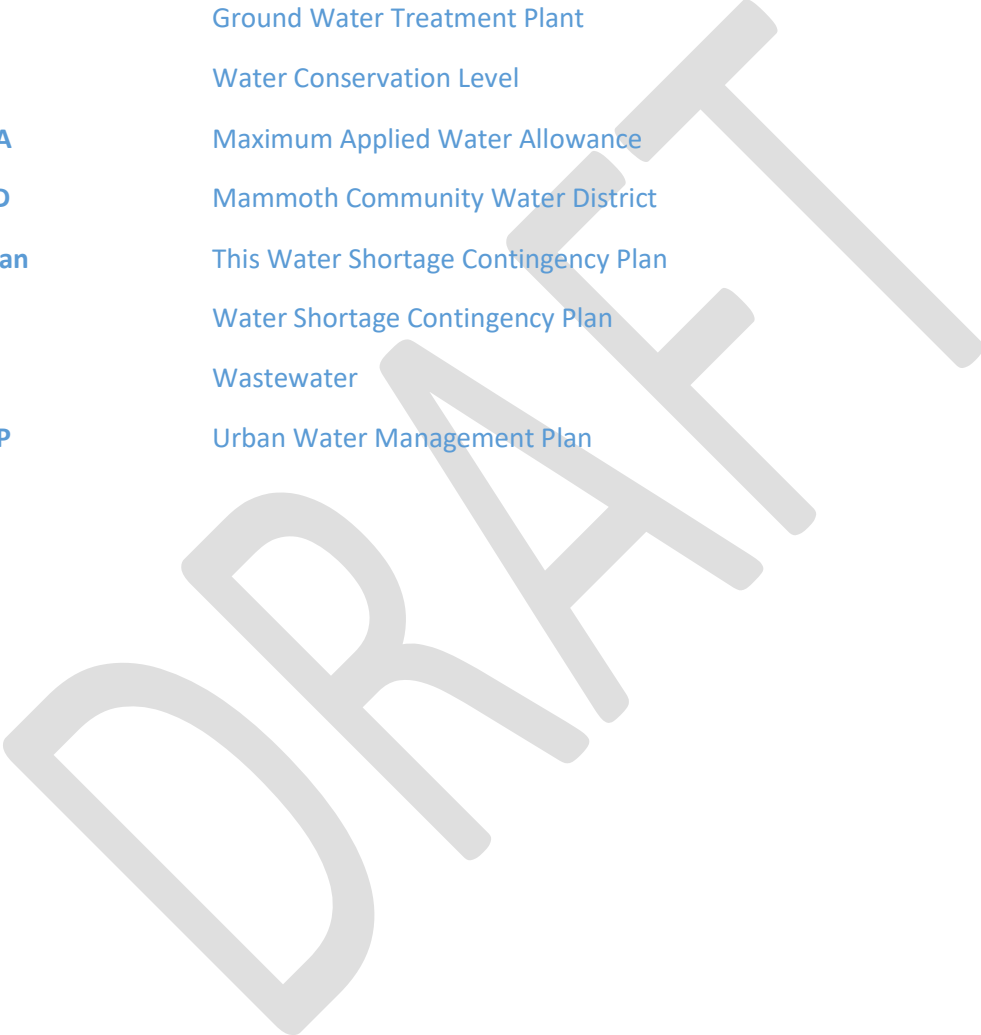 Ground Water Treatment Plant
Water Conservation Level
A Maximum Applied Water Allowance
D Mammoth Community Water District
an This Water Shortage Contingency Plan
Water Shortage Contingency Plan
Wastewater
P Urban Water Management Plan
DRAFT